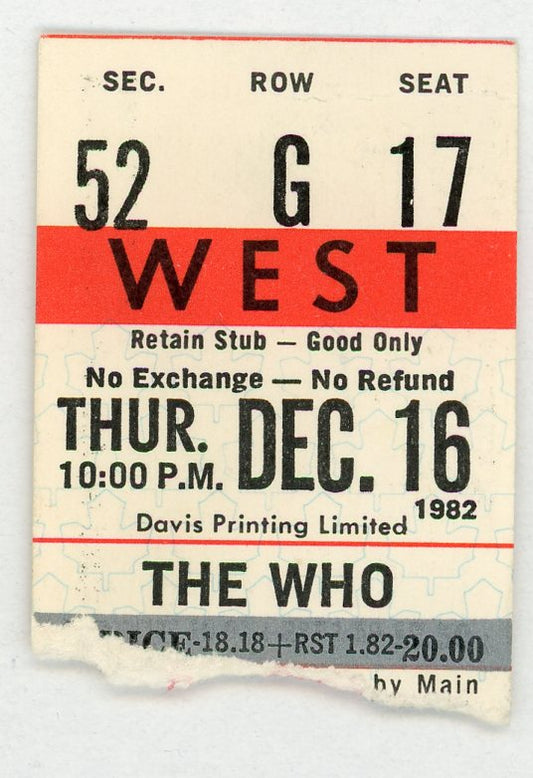 SEC. ROW SEAT
52 G 17
WEST
Retain Stub — Good Only
No Exchange — No Refund
THUR. DEC. 16
10:00 P.M. 1982
Davis Printing Limited
THE WHO
PRICE-18.18+RST 1.82-20.00
by Main